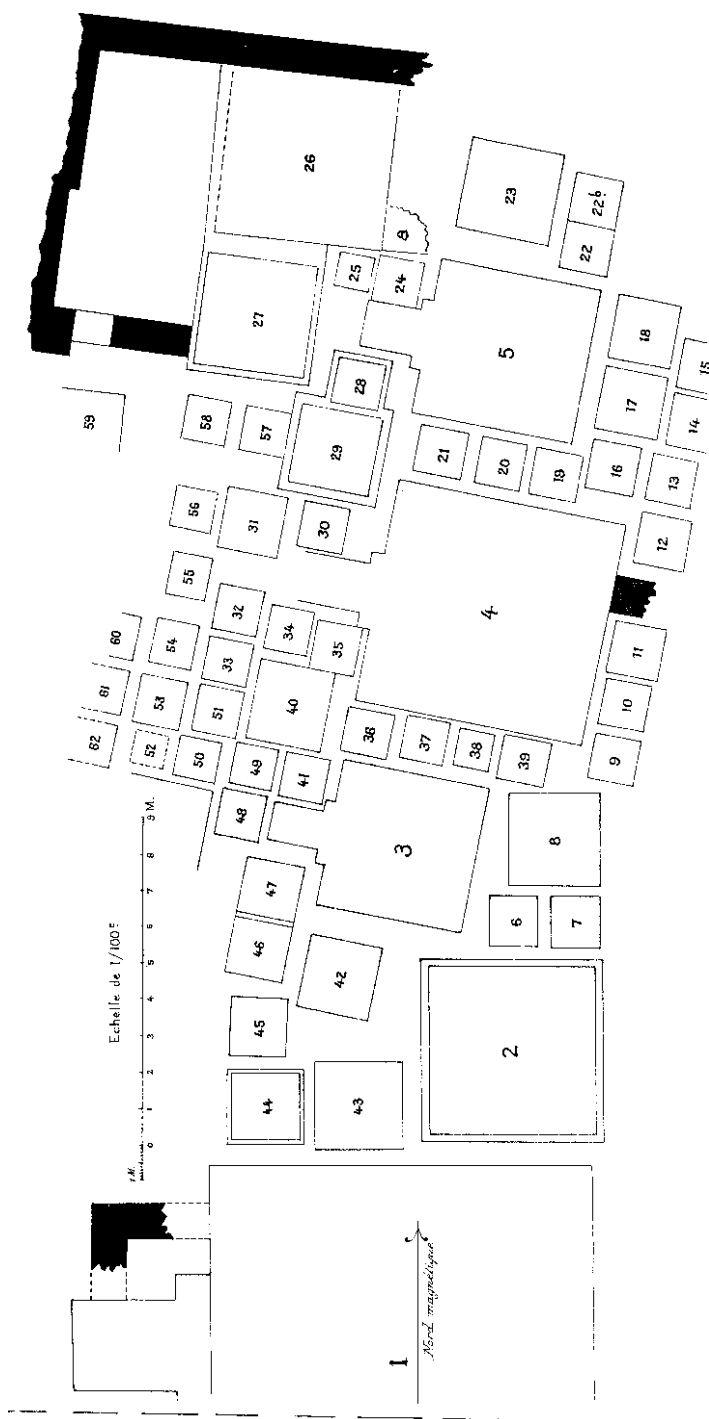 62 61 60 59
Echelle de 1/100e
1 M. 0 1 2 3 4 5 6 7 8 9 M.
52 53 54 55 56 58
50 51 33 32 31 57 27 26
44 45 46 47 48 49 40 34
43 42 41 35 30 29 28 25
36 24 a
1 3 37 21
Nord magnétique
38 4 20 5 23
2 6 39 19 22 22b
8 7 9 10 11 16 17 18
12 13 14 15